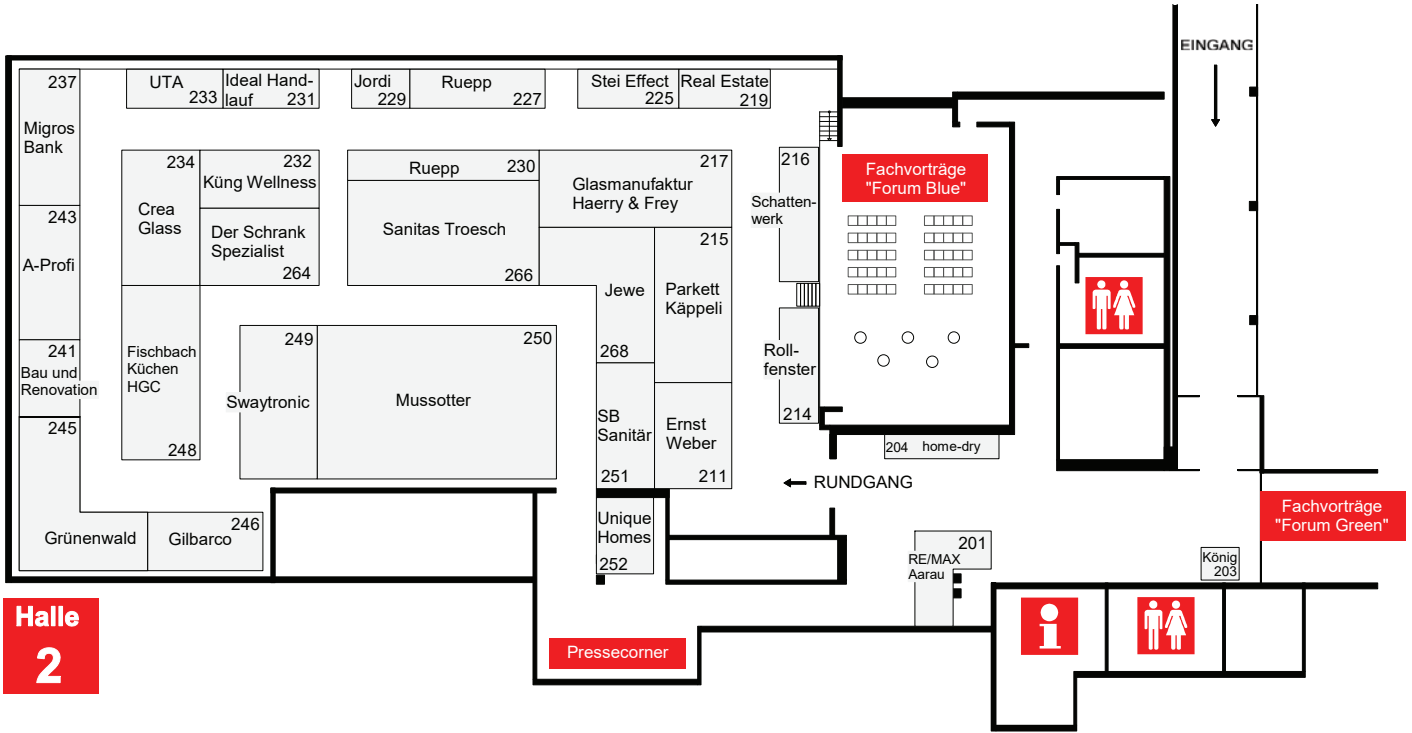 EINGANG
237
Migros
Bank
UTA
233
Ideal Hand-
lauf 231
Jordi
229
Ruepp
227
Stei Effect
225
Real Estate
219
234
Crea
Glass
232
Küng Wellness
Der Schrank
Spezialist
264
Ruepp 230
Sanitas Troesch
266
217
Glasmanufaktur
Haerry & Frey
216
Schatten-
werk
Fachvorträge
"Forum Blue"
243
A-Profi
215
Parkett
Käppeli
Jewe
268
241
Bau und
Renovation
Fischbach
Küchen
HGC
248
249
Swaytronic
250
Mussotter
Roll-
fenster
214
SB
Sanitär
251
Ernst
Weber
211
204 home-dry
RUNDGANG
245
Grünenwald
246
Gilbarco
Unique
Homes
252
201
RE/MAX
Aarau
König
203
Fachvorträge
"Forum Green"
Halle
2
Pressecorner